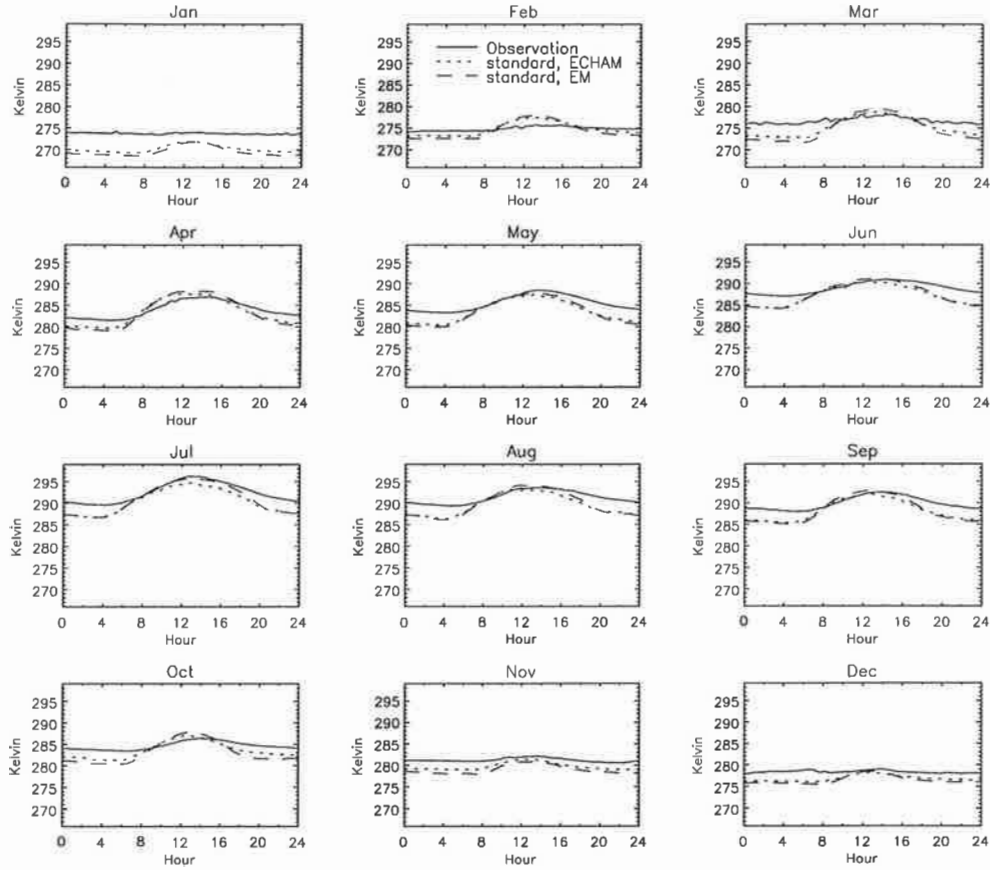 Jan
Kelvin
295
290
285
280
275
270
0 4 8 12 16 20 24
Hour
Feb
Kelvin
295
290
285
280
275
270
Observation
standard, ECHAM
standard, EM
0 4 8 12 16 20 24
Hour
Mar
Kelvin
295
290
285
280
275
270
0 4 8 12 16 20 24
Hour
Apr
Kelvin
295
290
285
280
275
270
0 4 8 12 16 20 24
Hour
May
Kelvin
295
290
285
280
275
270
0 4 8 12 16 20 24
Hour
Jun
Kelvin
295
290
285
280
275
270
0 4 8 12 16 20 24
Hour
Jul
Kelvin
295
290
285
280
275
270
0 4 8 12 16 20 24
Hour
Aug
Kelvin
295
290
285
280
275
270
0 4 8 12 16 20 24
Hour
Sep
Kelvin
295
290
285
280
275
270
0 4 8 12 16 20 24
Hour
Oct
Kelvin
295
290
285
280
275
270
0 4 8 12 16 20 24
Hour
Nov
Kelvin
295
290
285
280
275
270
0 4 8 12 16 20 24
Hour
Dec
Kelvin
295
290
285
280
275
270
0 4 8 12 16 20 24
Hour